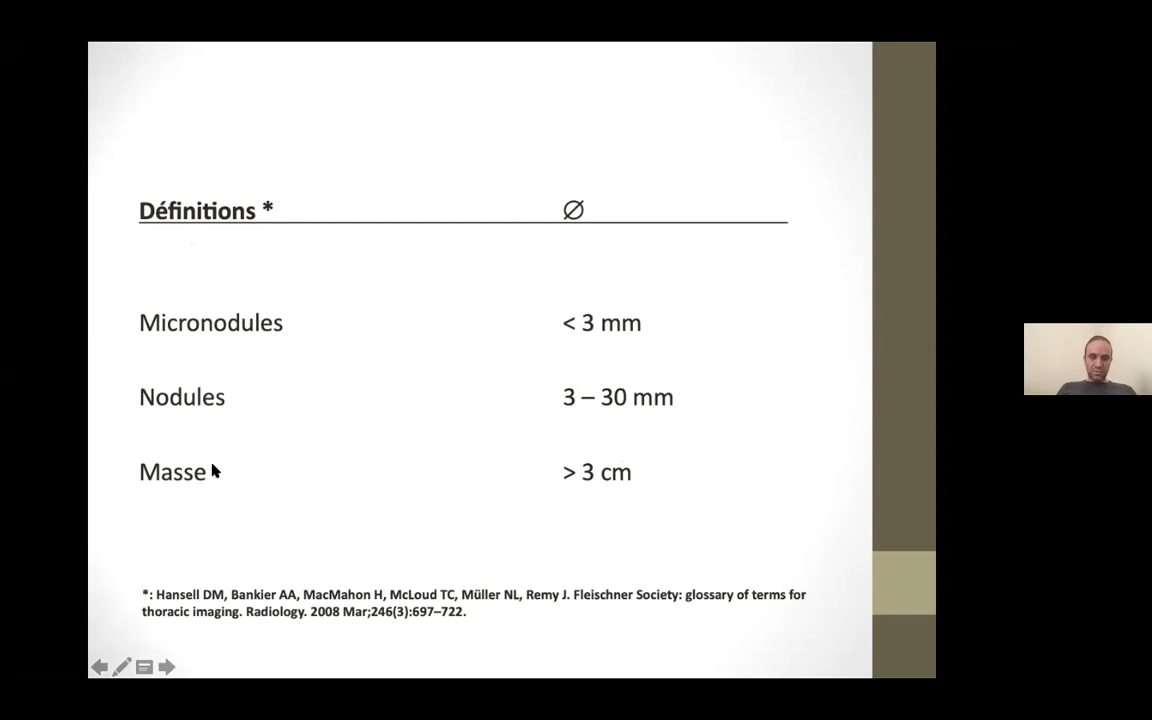 Définitions * ∅
Micronodules < 3 mm
Nodules 3 – 30 mm
Masse > 3 cm
*: Hansell DM, Bankier AA, MacMahon H, McLoud TC, Müller NL, Remy J. Fleischner Society: glossary of terms for
thoracic imaging. Radiology. 2008 Mar;246(3):697–722.